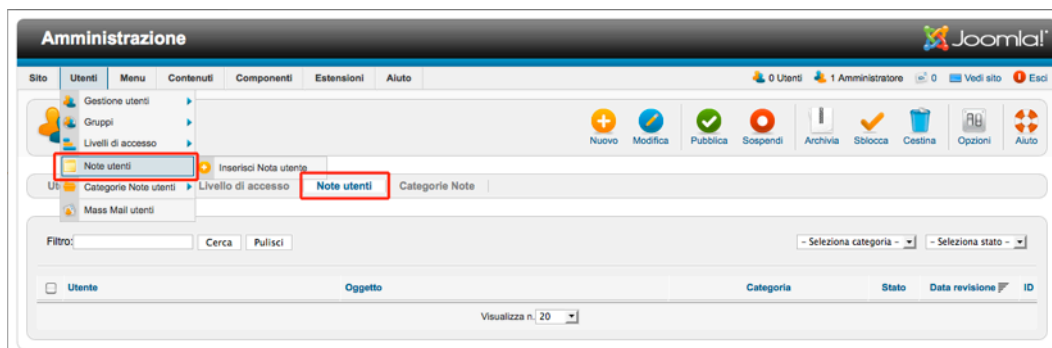 Amministrazione
Joomla!
Sito Utenti Menu Contenuti Componenti Estensioni Aiuto 0 Utenti 1 Amministratore 0 Vedi sito Esci
Gestione utenti
Gruppi
Livelli di accesso
Note utenti
Inserisci Nota utente
Categorie Note utenti
Mass Mail utenti
Nuovo Modifica Pubblica Sospendi Archivia Sblocca Cestina Opzioni Aiuto
Livello di accesso Note utenti Categorie Note
Filtro: Cerca Pulisci - Seleziona categoria - - Seleziona stato -
Utente Oggetto Categoria Stato Data revisione ID
Visualizza n. 20